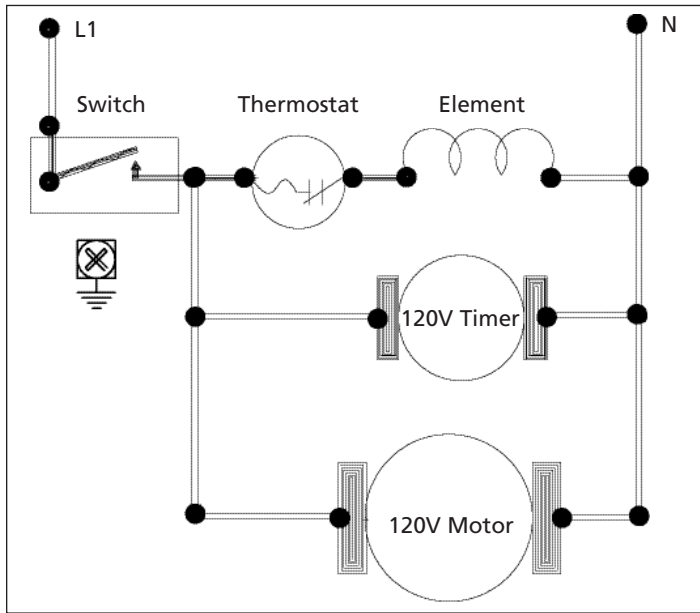 L1
N
Switch
Thermostat
Element
120V Timer
120V Motor